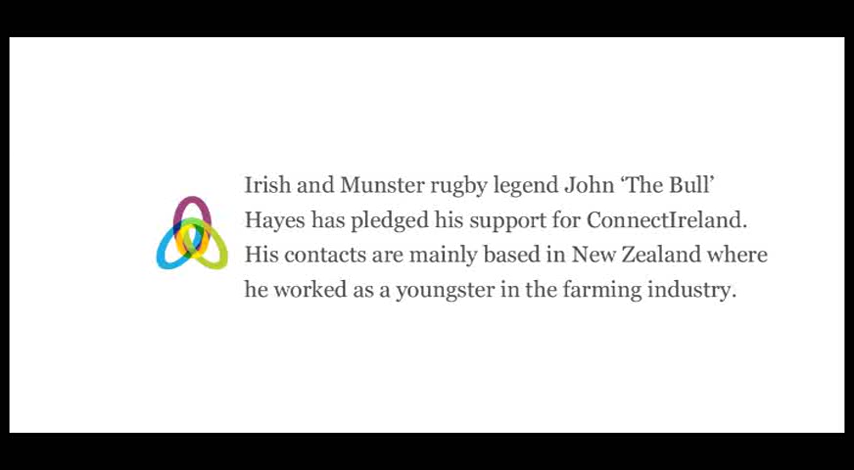 Irish and Munster rugby legend John ‘The Bull’
Hayes has pledged his support for ConnectIreland.
His contacts are mainly based in New Zealand where
he worked as a youngster in the farming industry.